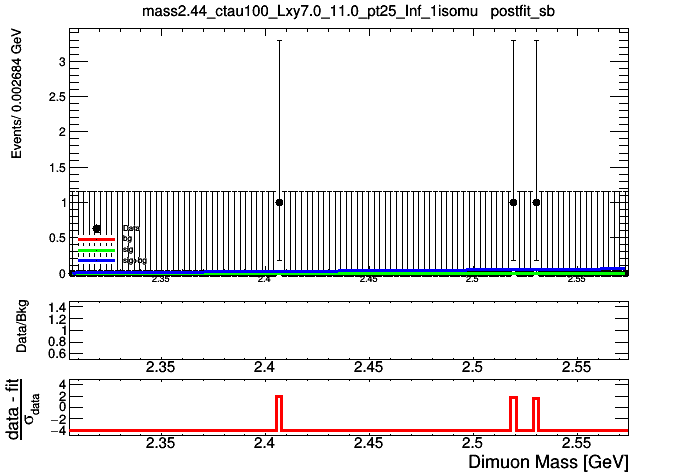 mass2.44_ctau100_Lxy7.0_11.0_pt25_Inf_1isomu postfit_sb
Events/ 0.002684 GeV
3
2.5
2
1.5
1
0.5
0
Data
bg
sig
sig+bg
2.35 2.4 2.45 2.5 2.55
Data/Bkg
1.4
1.2
1
0.8
0.6
2.35 2.4 2.45 2.5 2.55
data - fit
σdata
4
2
0
−2
−4
2.35 2.4 2.45 2.5 2.55
Dimuon Mass [GeV]